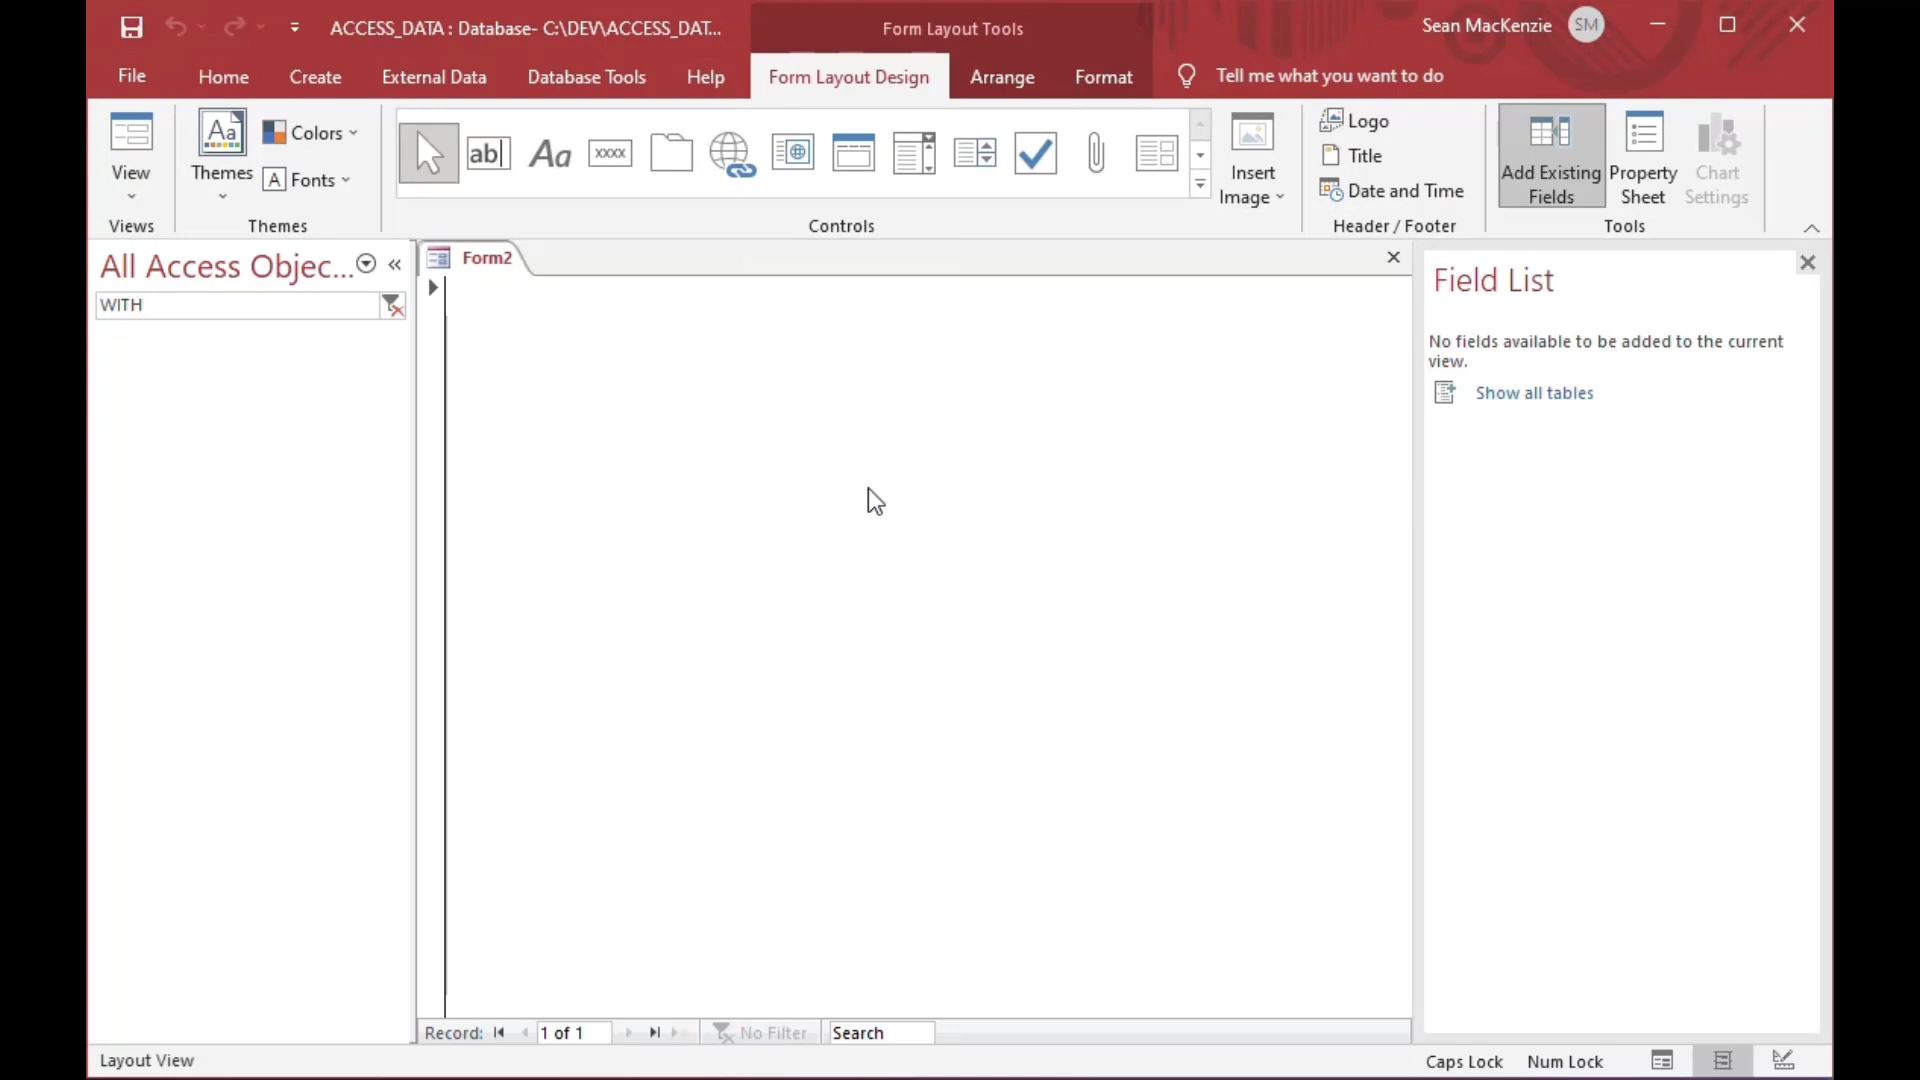 ACCESS_DATA : Database- C:\DEV\ACCESS_DAT...
Form Layout Tools
Sean MacKenzie
SM
File
Home
Create
External Data
Database Tools
Help
Form Layout Design
Arrange
Format
Tell me what you want to do
View
Views
Aa
Themes
Colors
A
Fonts
Themes
ab
Aa
xxxx
Controls
Insert
Image
Logo
Title
Date and Time
Header / Footer
Add Existing
Fields
Property
Sheet
Chart
Settings
Tools
All Access Objec...
WITH
Form2
Field List
No fields available to be added to the current
view.
Show all tables
Record:
1 of 1
No Filter
Search
Layout View
Caps Lock
Num Lock